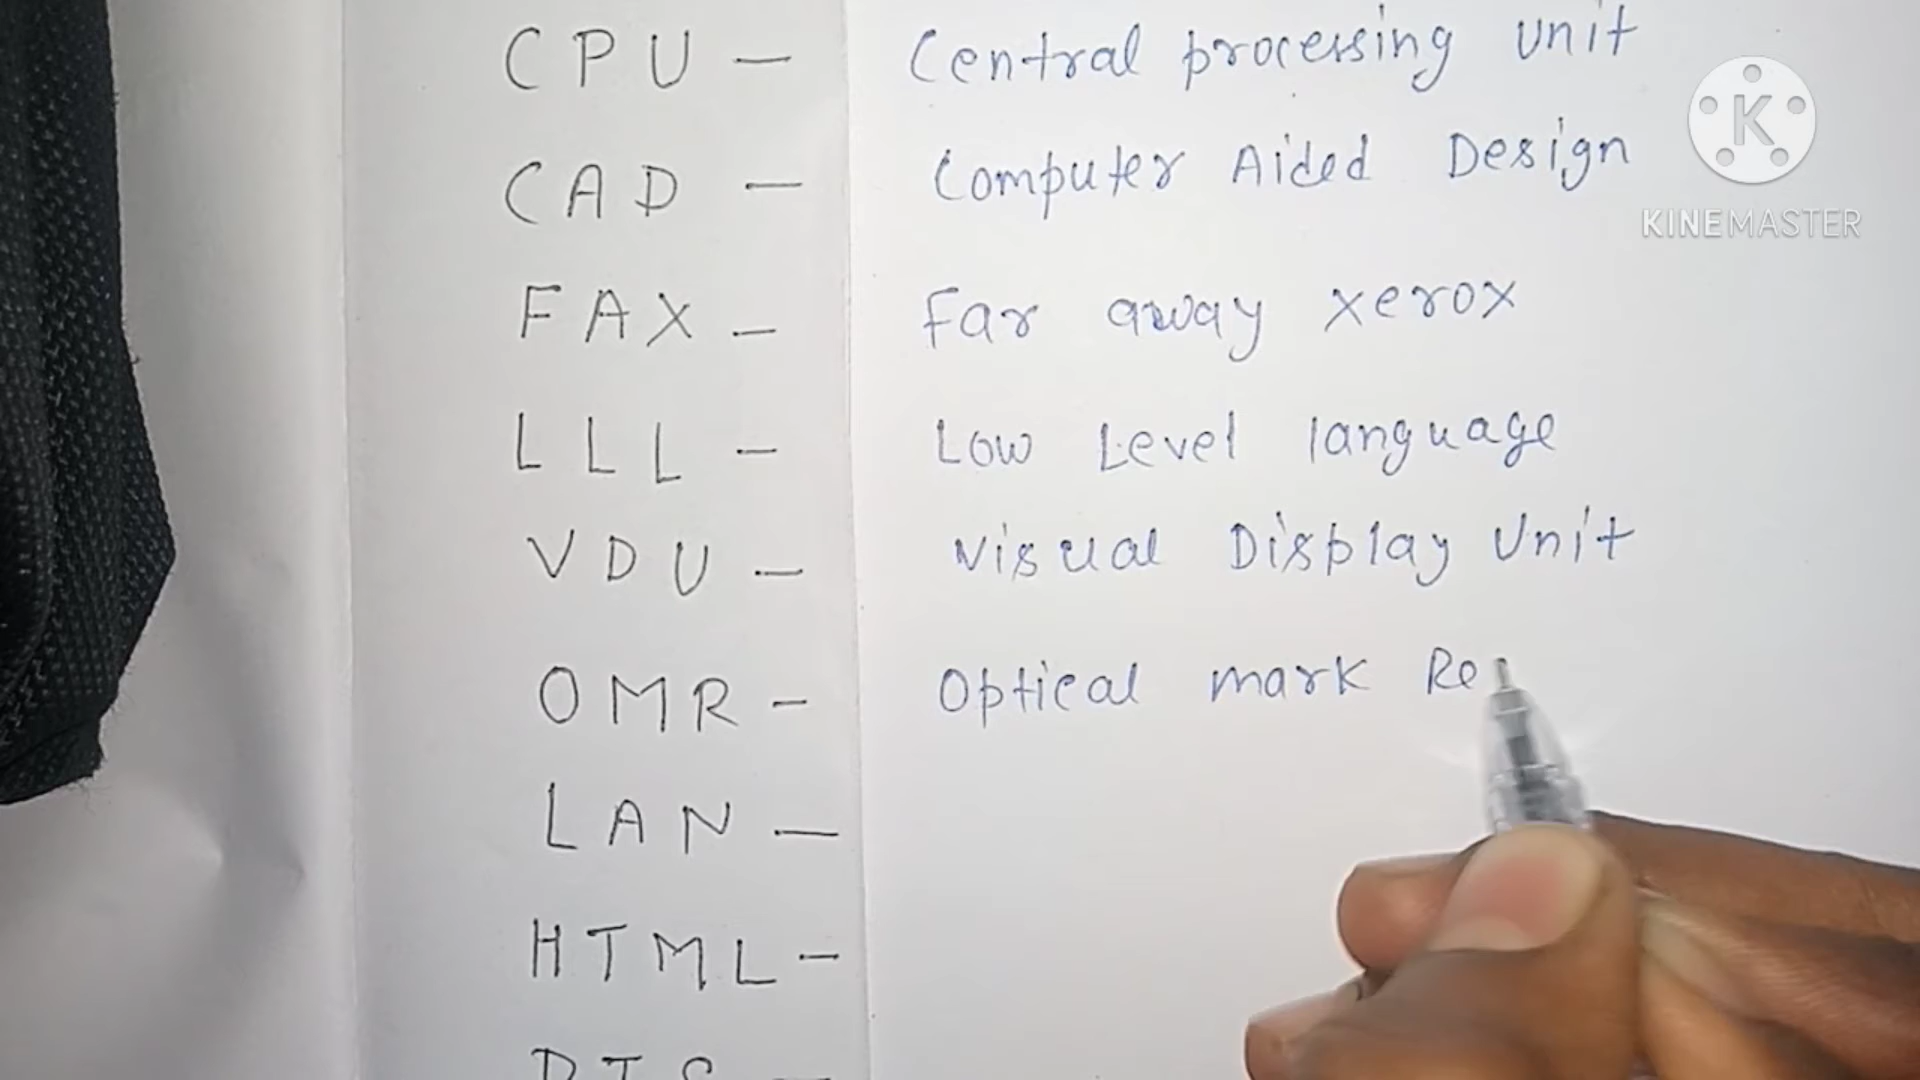 CPU - Central processing unit
CAD - Computer Aided Design
FAX - Far away xerox
LLL - Low Level language
VDU - Visual Display Unit
OMR - Optical mark Re
LAN -
HTML -
K
KINEMASTER